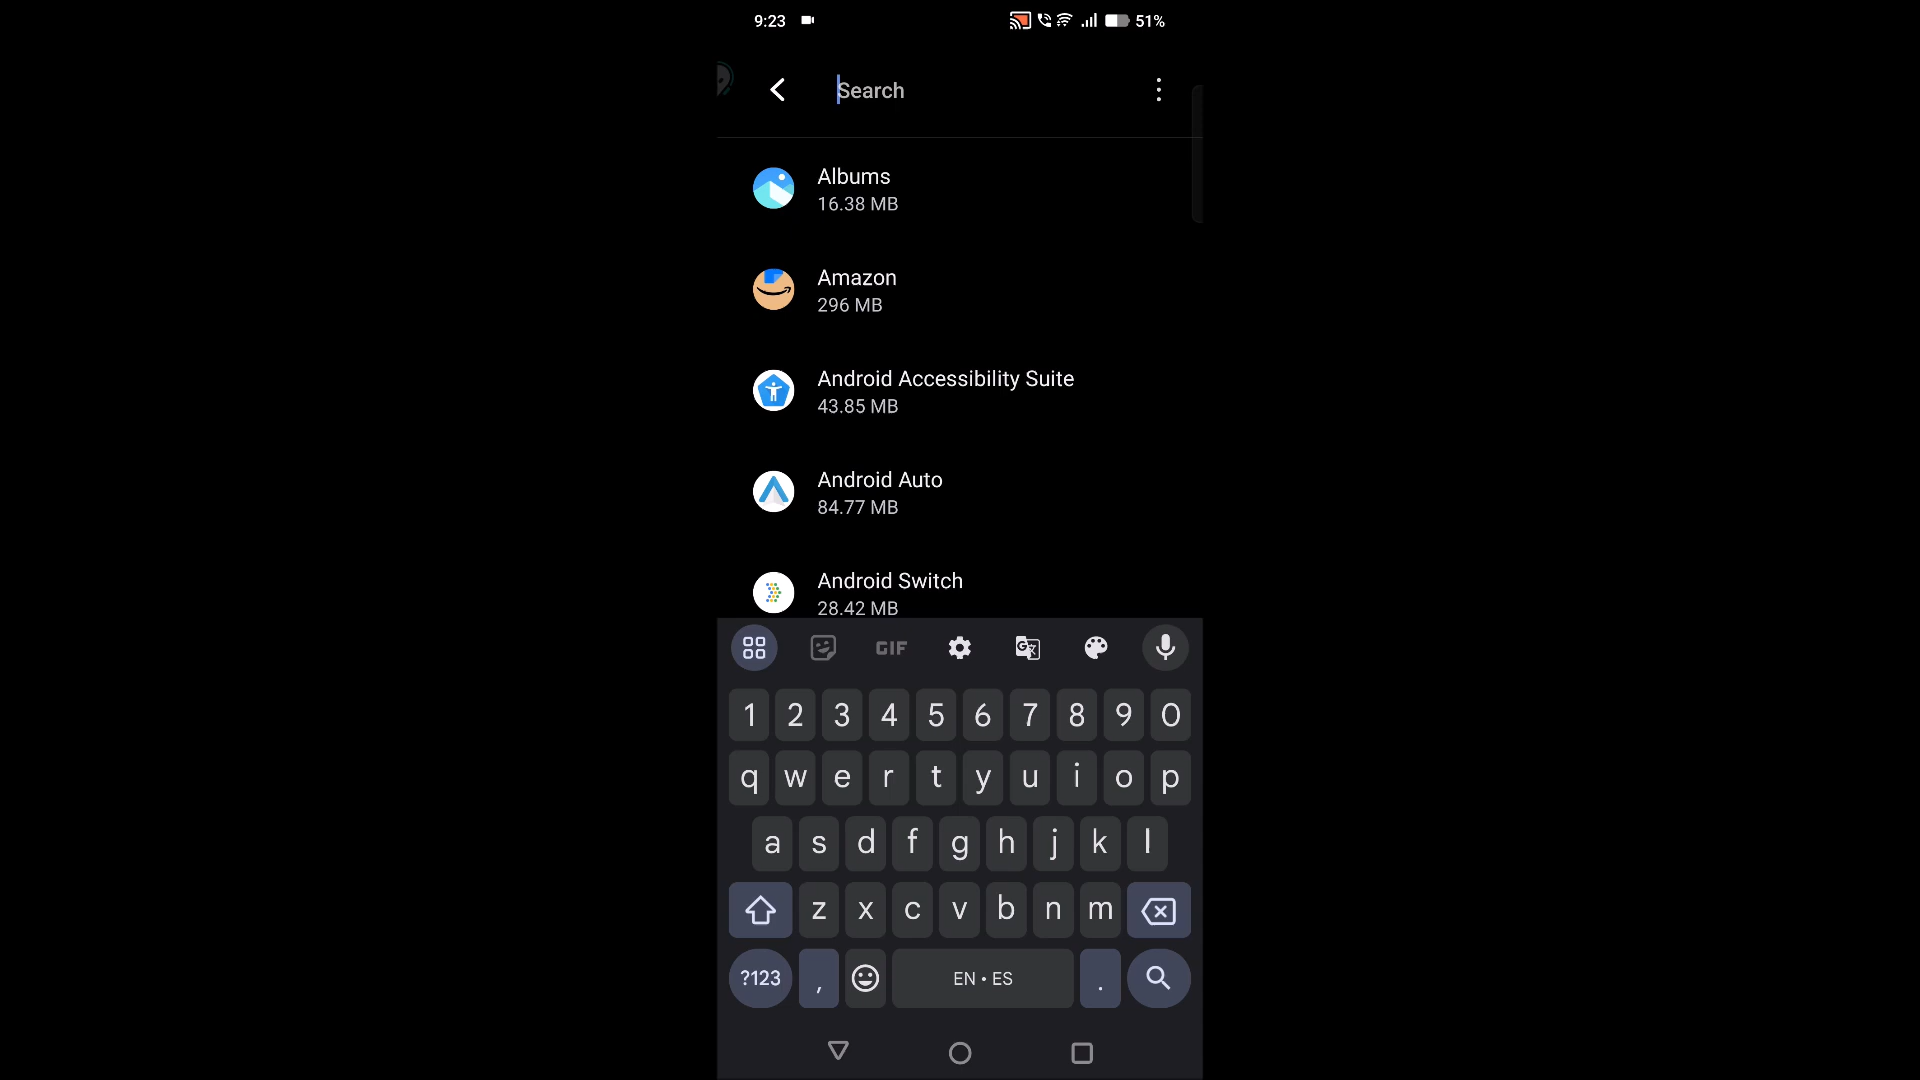 9:23 51%
Search
Albums
16.38 MB
Amazon
296 MB
Android Accessibility Suite
43.85 MB
Android Auto
84.77 MB
Android Switch
28.42 MB
GIF
1 2 3 4 5 6 7 8 9 0
q w e r t y u i o p
a s d f g h j k l
z x c v b n m
?123 , EN • ES .